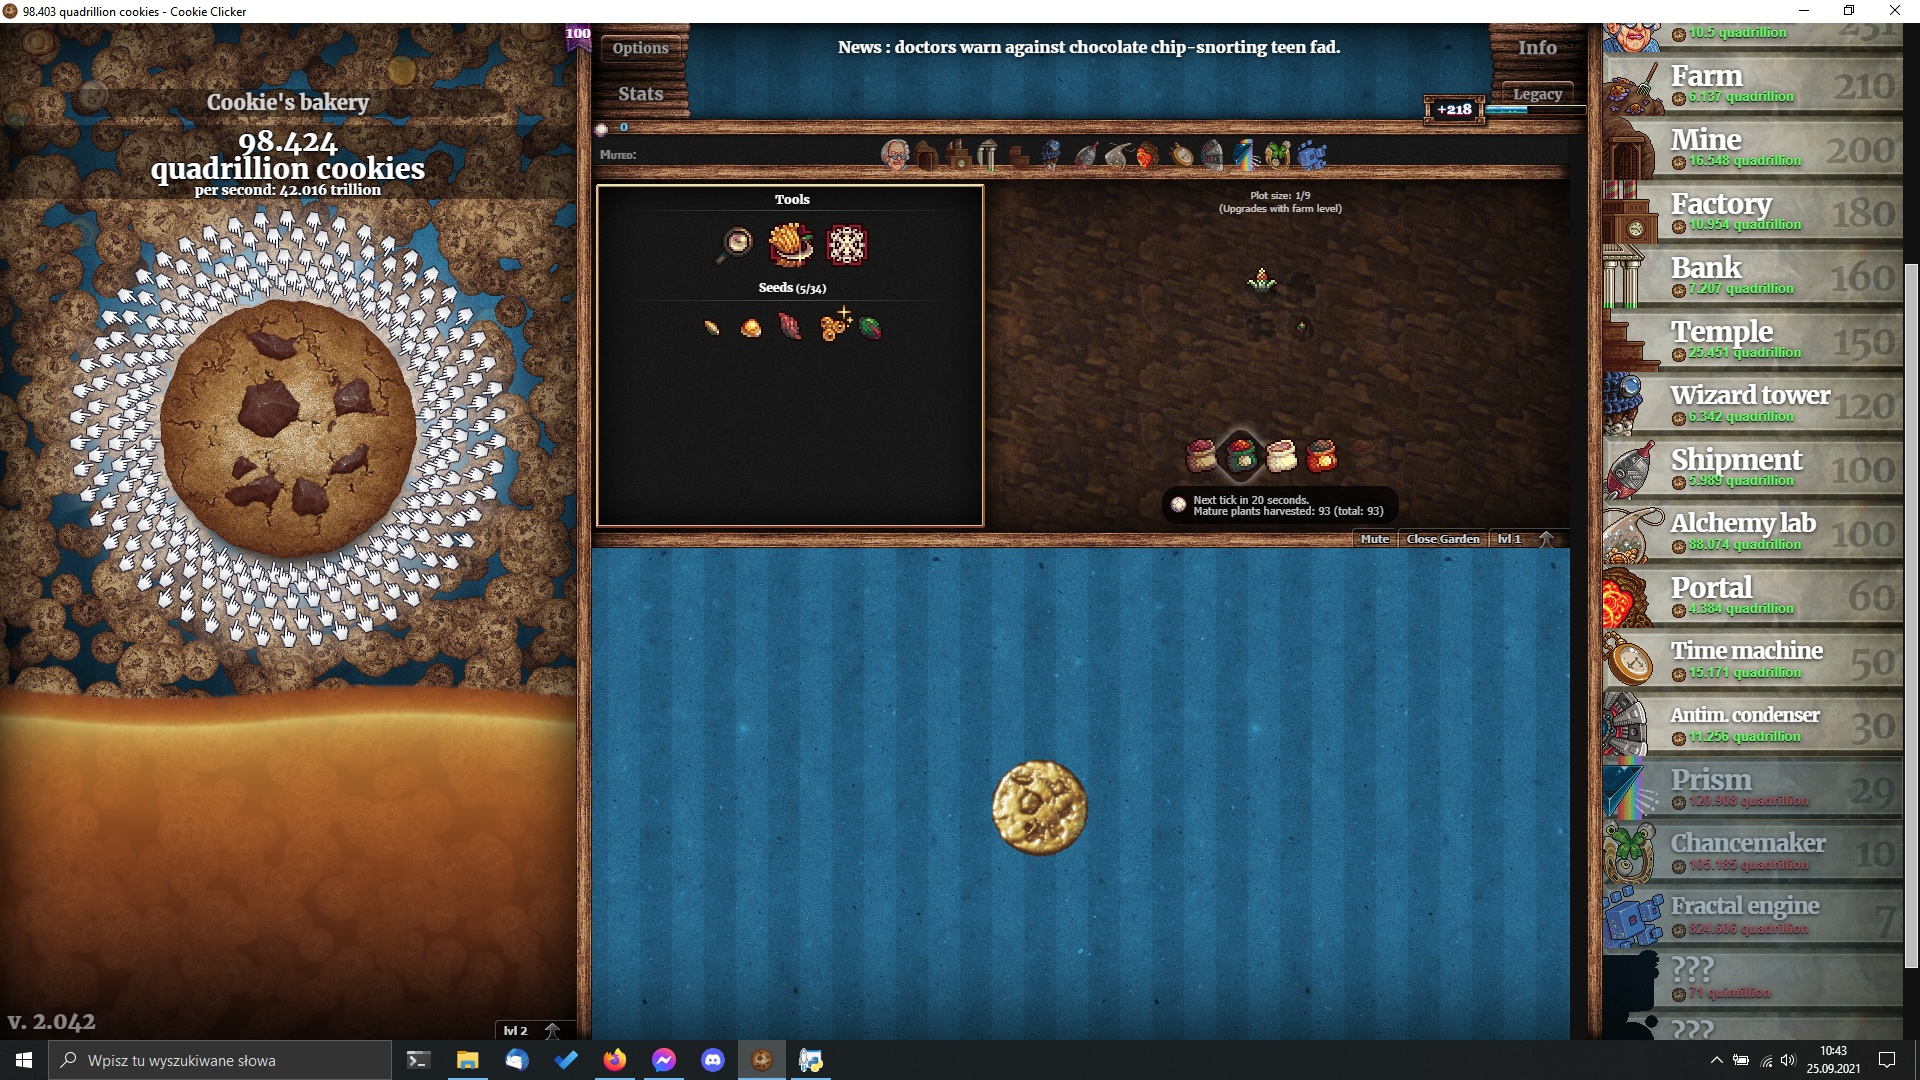 98.403 quadrillion cookies - Cookie Clicker
100
Options
News : doctors warn against chocolate chip-snorting teen fad.
Info
Stats
Legacy
+218
Cookie's bakery
98.424
quadrillion cookies
per second: 42.016 trillion
0
Muted:
Tools
Seeds (5/34)
Plot size: 1/9
(Upgrades with farm level)
Next tick in 20 seconds.
Mature plants harvested: 93 (total: 93)
Mute
Close Garden
lvl 1
10.5 quadrillion
231
Farm
6.137 quadrillion
210
Mine
16.548 quadrillion
200
Factory
10.954 quadrillion
180
Bank
7.207 quadrillion
160
Temple
25.451 quadrillion
150
Wizard tower
6.342 quadrillion
120
Shipment
5.989 quadrillion
100
Alchemy lab
88.074 quadrillion
100
Portal
4.384 quadrillion
60
Time machine
15.171 quadrillion
50
Antim. condenser
11.256 quadrillion
30
Prism
120.908 quadrillion
29
Chancemaker
105.185 quadrillion
10
Fractal engine
824.606 quadrillion
7
???
71 quintillion
???
v. 2.042
lvl 2
Wpisz tu wyszukiwane słowa
10:43
25.09.2021